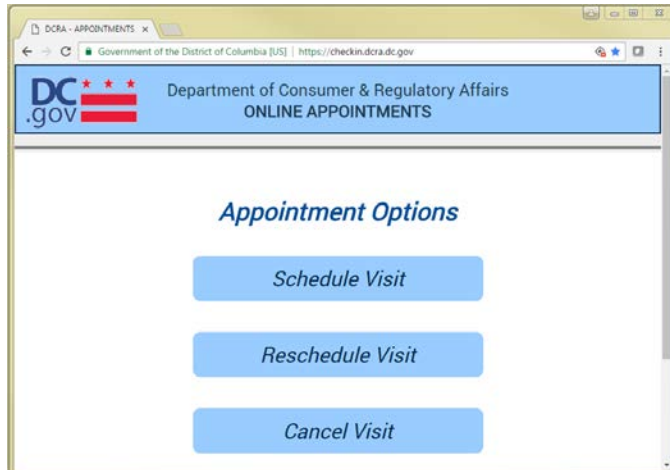 DCRA - APPOINTMENTS
Government of the District of Columbia [US] | https://checkin.dcra.dc.gov
DC
.gov
Department of Consumer & Regulatory Affairs
ONLINE APPOINTMENTS
Appointment Options
Schedule Visit
Reschedule Visit
Cancel Visit